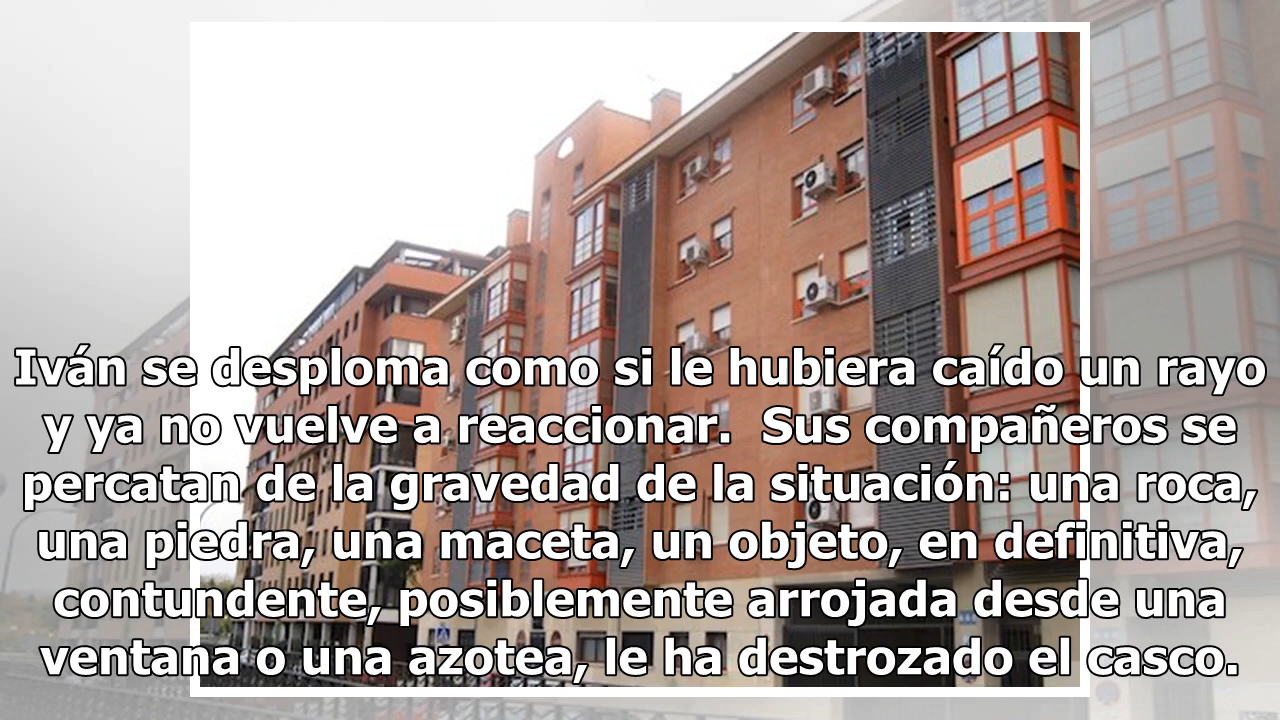 Iván se desploma como si le hubiera caído un rayo
y ya no vuelve a reaccionar.  Sus compañeros se
percatan de la gravedad de la situación: una roca,
una piedra, una maceta, un objeto, en definitiva,
contundente, posiblemente arrojada desde una
ventana o una azotea, le ha destrozado el casco.